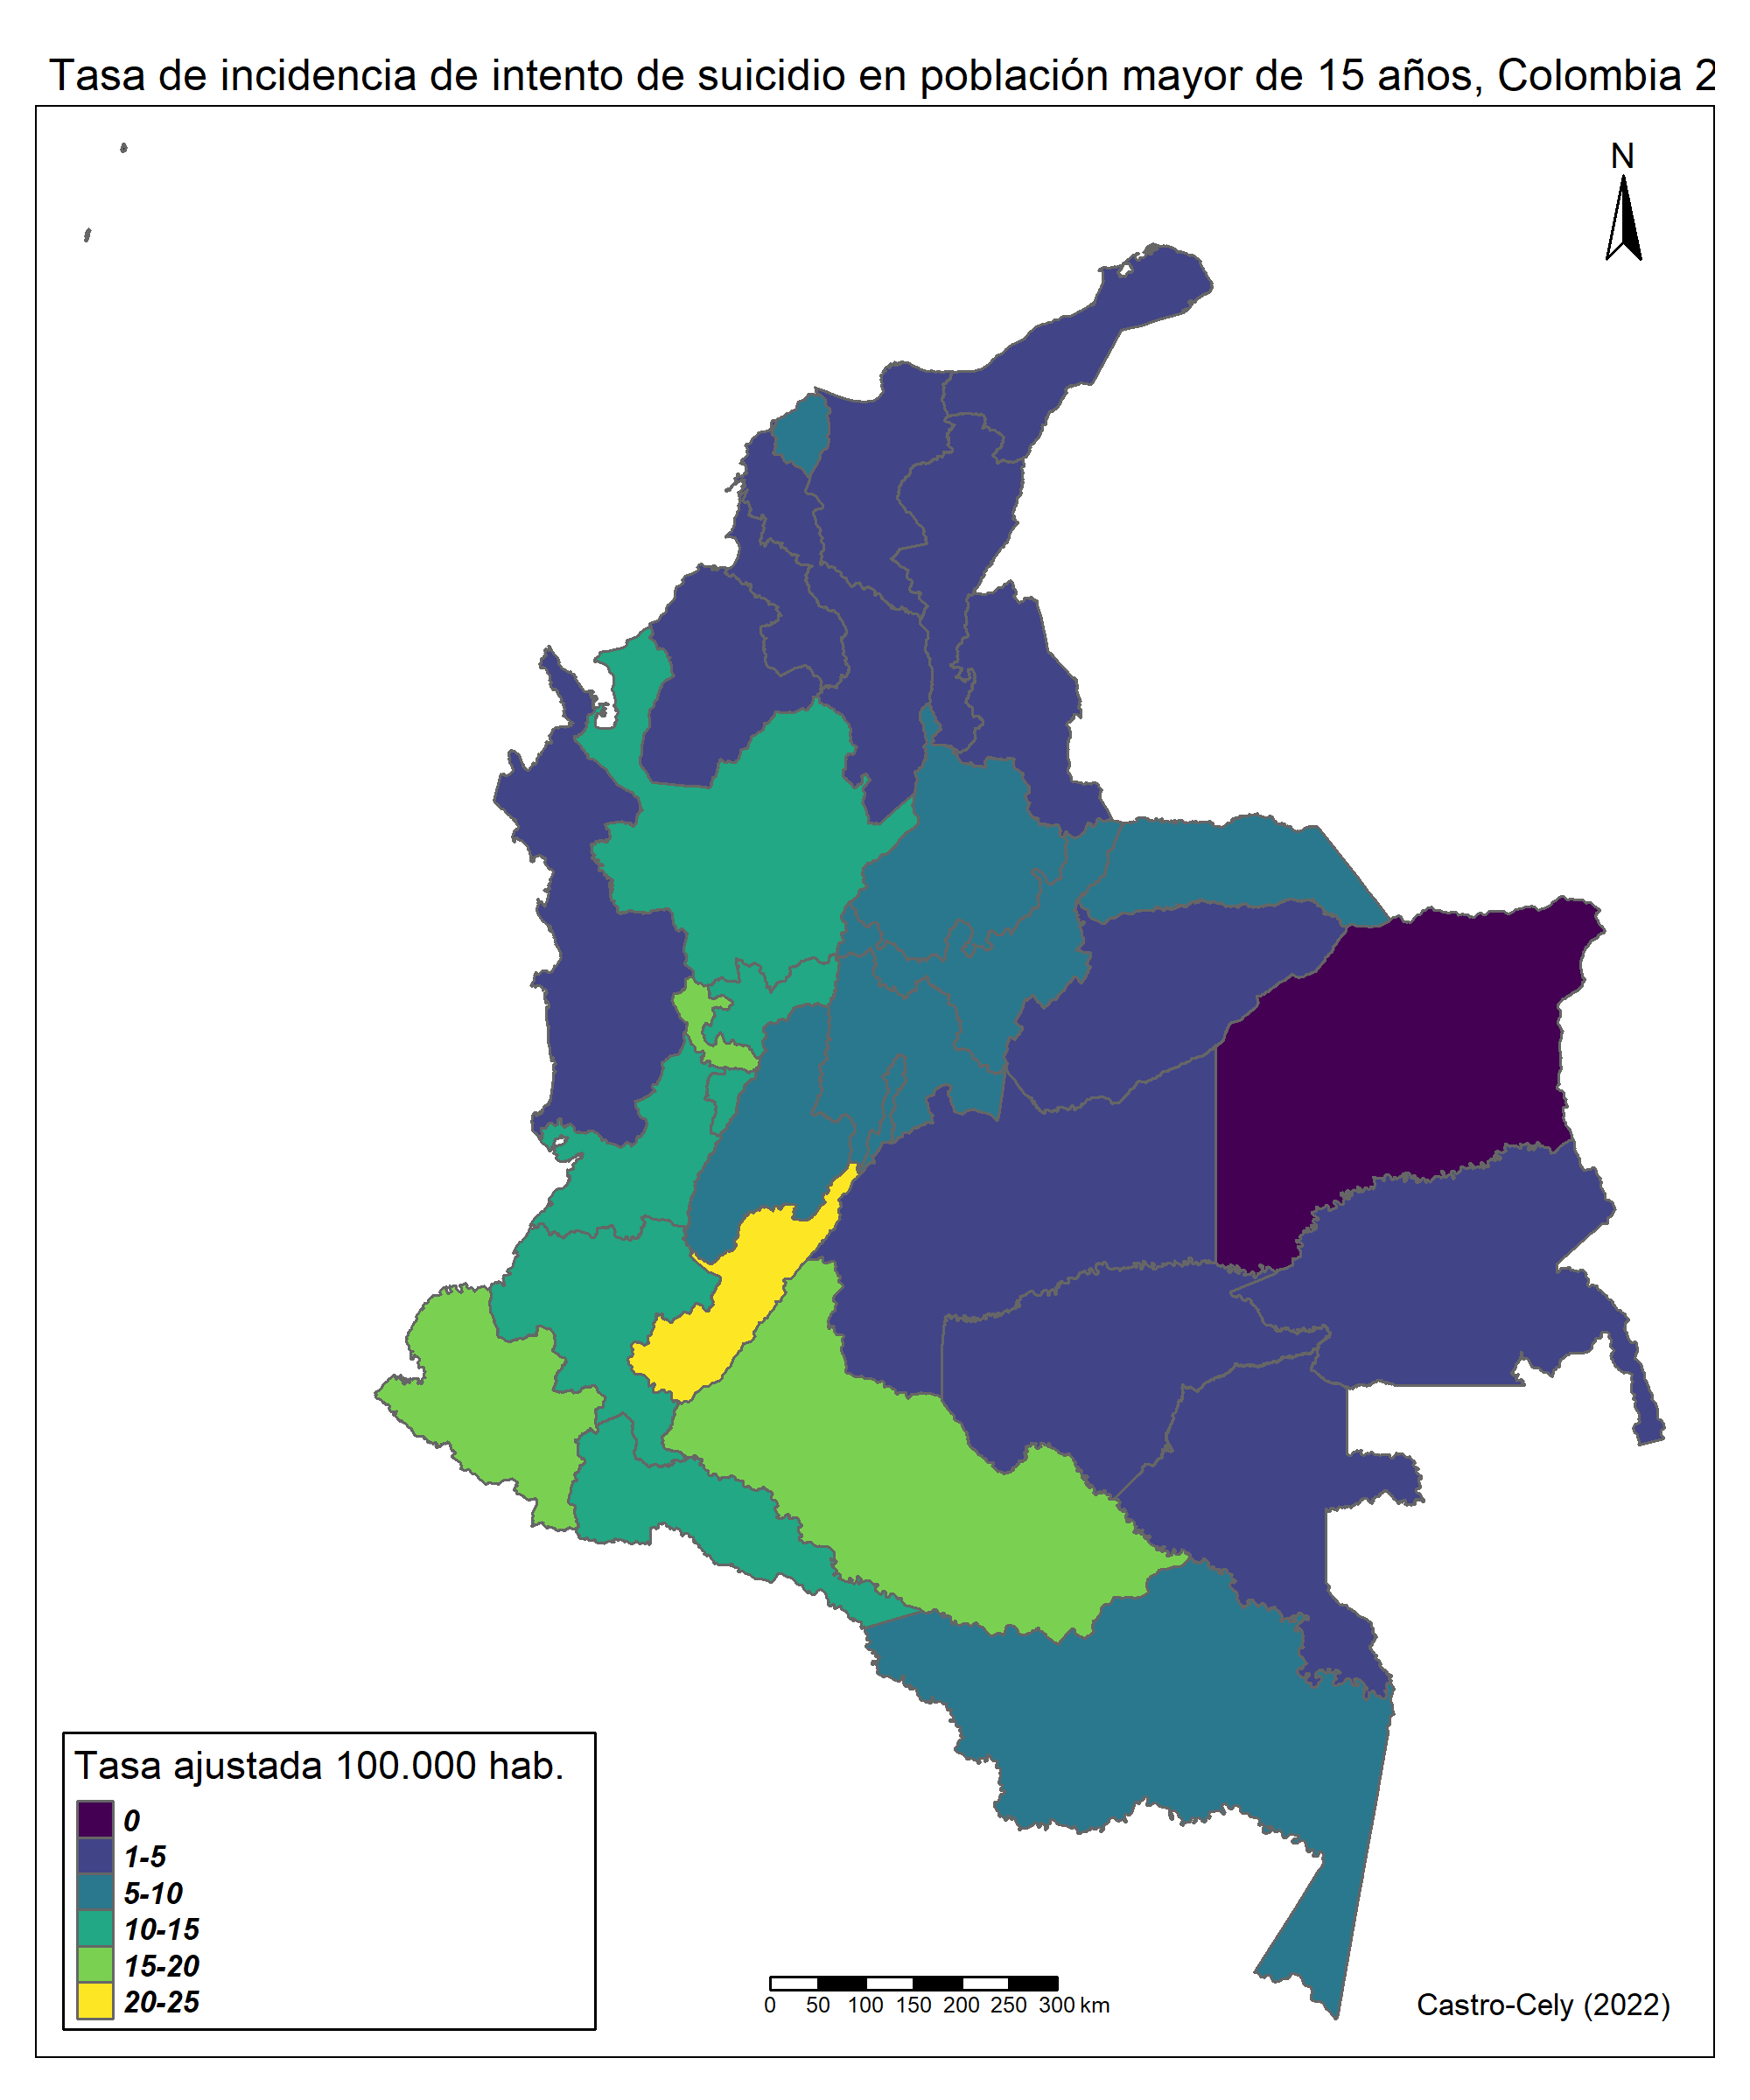 Tasa de incidencia de intento de suicidio en población mayor de 15 años, Colombia 2
N
Tasa ajustada 100.000 hab.
0
1-5
5-10
10-15
15-20
20-25
0 50 100 150 200 250 300 km
Castro-Cely (2022)